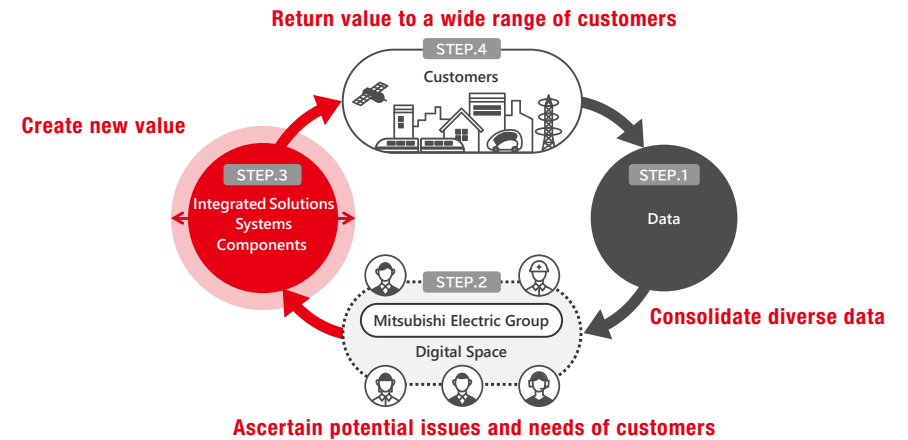 Return value to a wide range of customers
STEP.4
Customers
Create new value
STEP.3
Integrated Solutions
Systems
Components
STEP.1
Data
STEP.2
Mitsubishi Electric Group
Digital Space
Consolidate diverse data
Ascertain potential issues and needs of customers